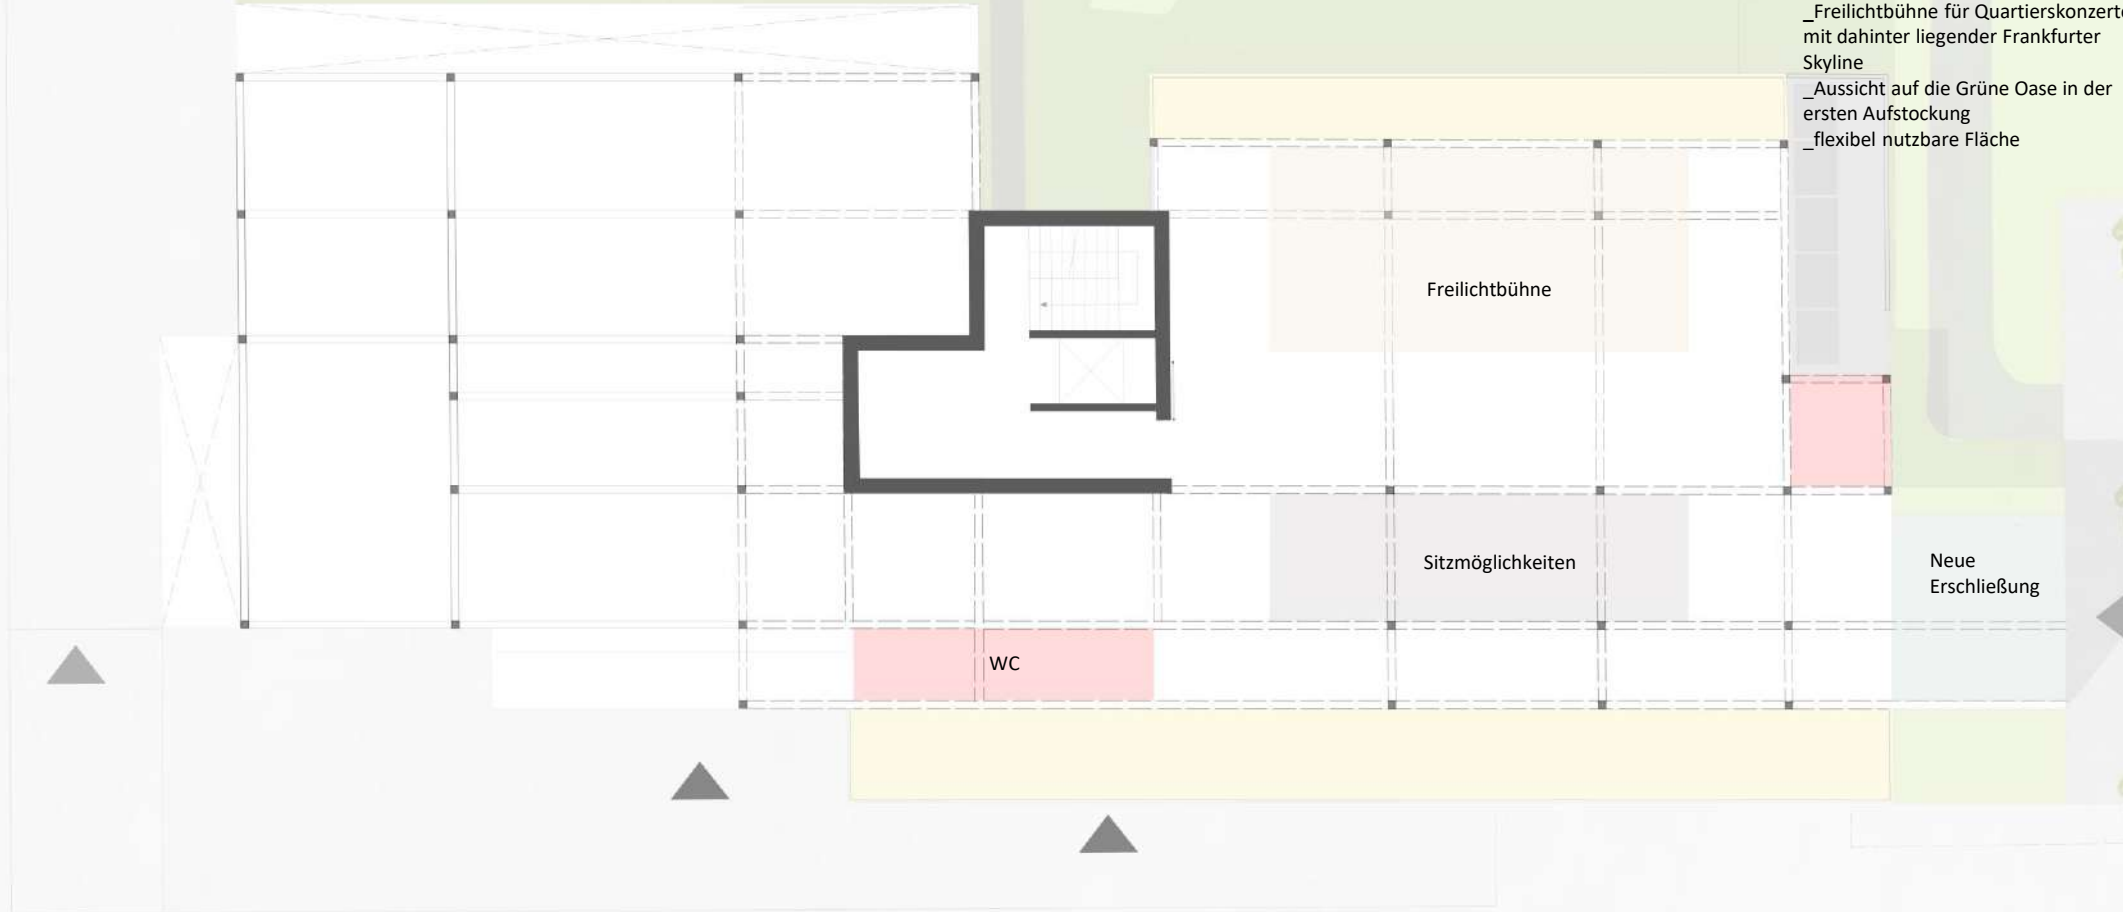 _Freilichtbühne für Quartierskonzerte
mit dahinter liegender Frankfurter
Skyline
_Aussicht auf die Grüne Oase in der
ersten Aufstockung
_flexibel nutzbare Fläche
Freilichtbühne
Sitzmöglichkeiten
Neue
Erschließung
WC